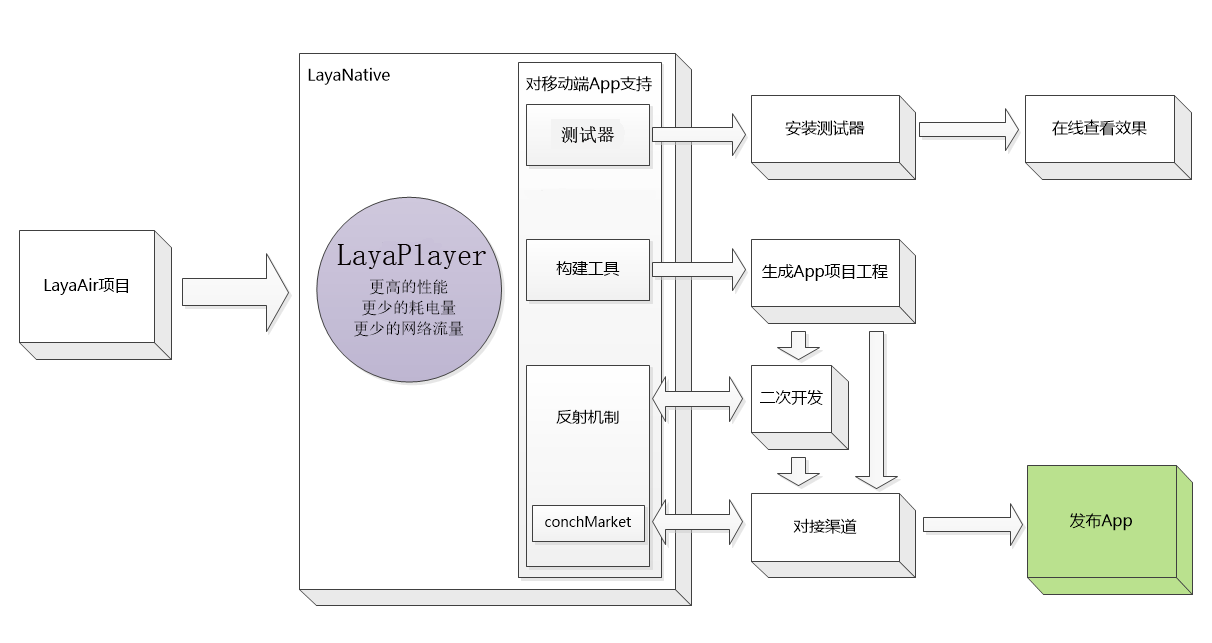 LayaAir项目
LayaNative
LayaPlayer
更高的性能
更少的耗电量
更少的网络流量
对移动端App支持
测试器
构建工具
反射机制
conchMarket
安装测试器
在线查看效果
生成App项目工程
二次开发
对接渠道
发布App